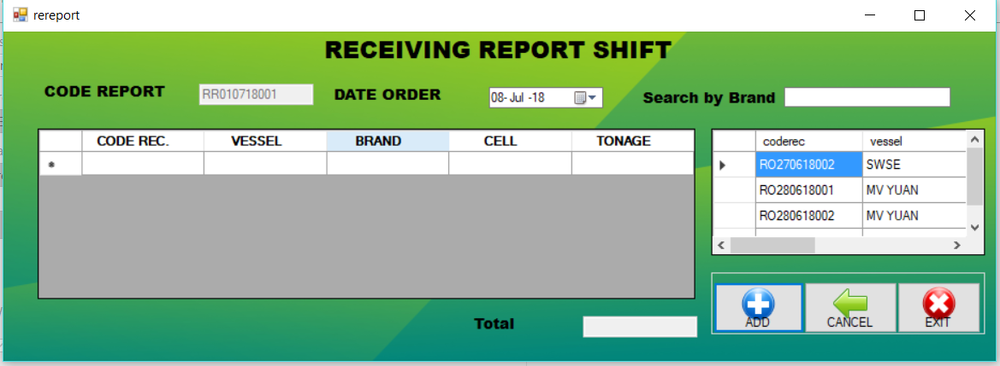 rereport
RECEIVING REPORT SHIFT
CODE REPORT RR010718001 DATE ORDER 08- Jul -18 Search by Brand
CODE REC. VESSEL BRAND CELL TONAGE
*
coderec vessel
RO270618002 SWSE
RO280618001 MV YUAN
RO280618002 MV YUAN
Total
ADD CANCEL EXIT